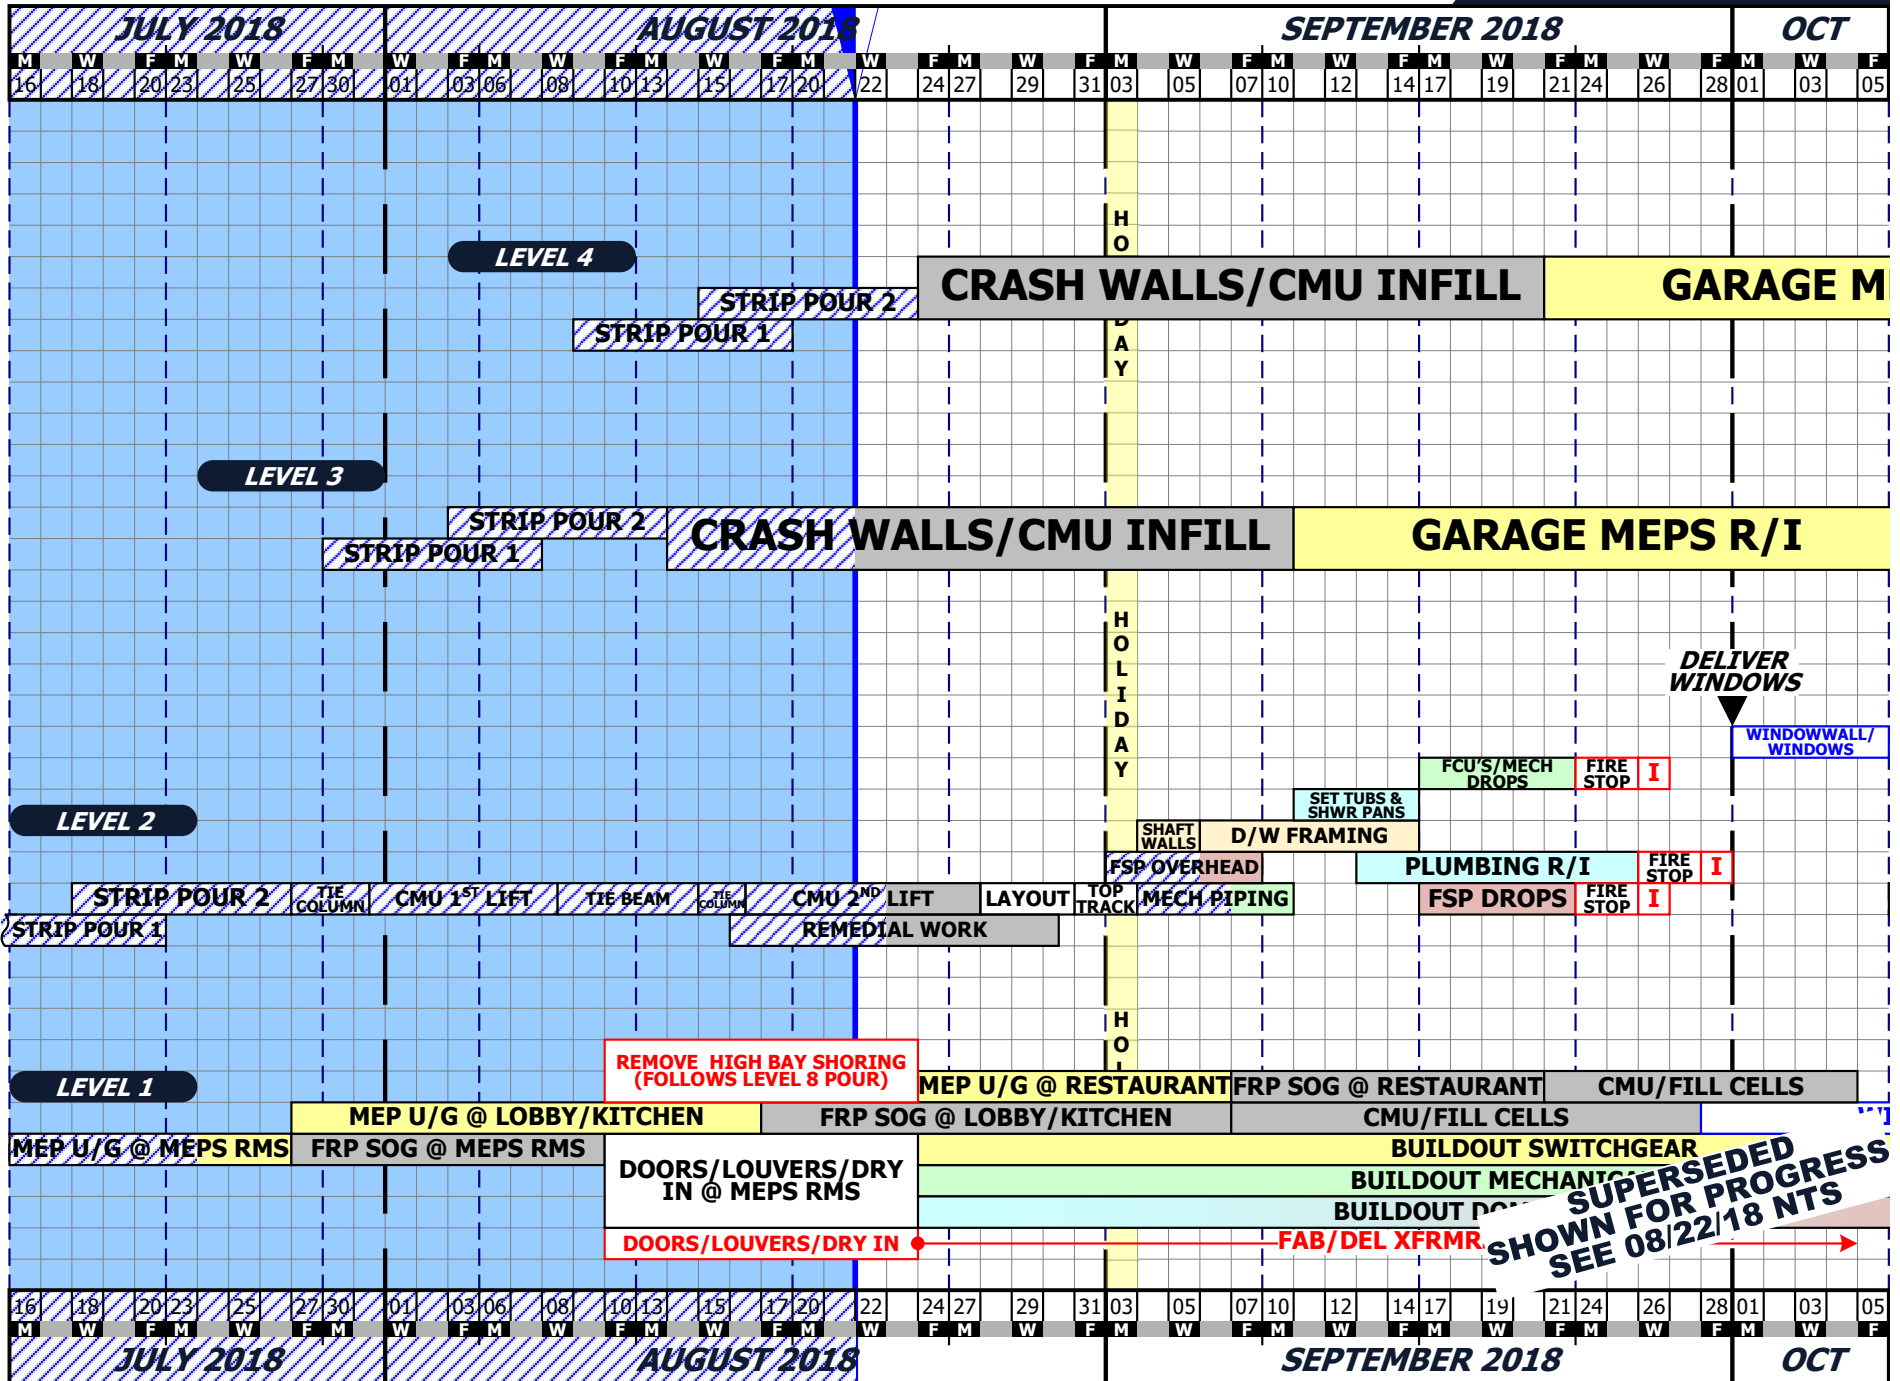 JULY 2018 AUGUST 2018 SEPTEMBER 2018 OCT
M W F M W F M W F M W F M W F M W F M W F M W F M W F M W F M W F M W F M W F
16 18 20 23 25 27 30 01 03 06 08 10 13 15 17 20 22 24 27 29 31 03 05 07 10 12 14 17 19 21 24 26 28 01 03 05
LEVEL 4
HO
CRASH WALLS/CMU INFILL GARAGE M
STRIP POUR 2
STRIP POUR 1
DAY
LEVEL 3
STRIP POUR 2 CRASH WALLS/CMU INFILL GARAGE MEPS R/I
STRIP POUR 1
HOLIDAY
DELIVER
WINDOWS
WINDOWWALL/
WINDOWS
FCU'S/MECH
DROPS
FIRE
STOP
I
LEVEL 2
SET TUBS &
SHWR PANS
SHAFT
WALLS
D/W FRAMING
FSP OVERHEAD PLUMBING R/I
FIRE
STOP
I
STRIP POUR 2
TIE
COLUMN
CMU 1ST LIFT
TIE BEAM
TIE
COLUMN
CMU 2ND LIFT
LAYOUT
TOP
TRACK
MECH PIPING
FSP DROPS
FIRE
STOP
I
STRIP POUR 1 REMEDIAL WORK
HO
LEVEL 1
REMOVE HIGH BAY SHORING
(FOLLOWS LEVEL 8 POUR)
MEP U/G @ RESTAURANT FRP SOG @ RESTAURANT CMU/FILL CELLS
MEP U/G @ LOBBY/KITCHEN FRP SOG @ LOBBY/KITCHEN CMU/FILL CELLS
MEP U/G @ MEPS RMS FRP SOG @ MEPS RMS
DOORS/LOUVERS/DRY
IN @ MEPS RMS
BUILDOUT SWITCHGEAR
BUILDOUT MECHANICA
BUILDOUT
DOORS/LOUVERS/DRY IN FAB/DEL XFRMR
SUPERSEDED
SHOWN FOR PROGRESS
SEE 08/22/18 NTS
16 18 20 23 25 27 30 01 03 06 08 10 13 15 17 20 22 24 27 29 31 03 05 07 10 12 14 17 19 21 24 26 28 01 03 05
M W F M W F M W F M W F M W F M W F M W F M W F M W F M W F M W F M W F M W F
JULY 2018 AUGUST 2018 SEPTEMBER 2018 OCT